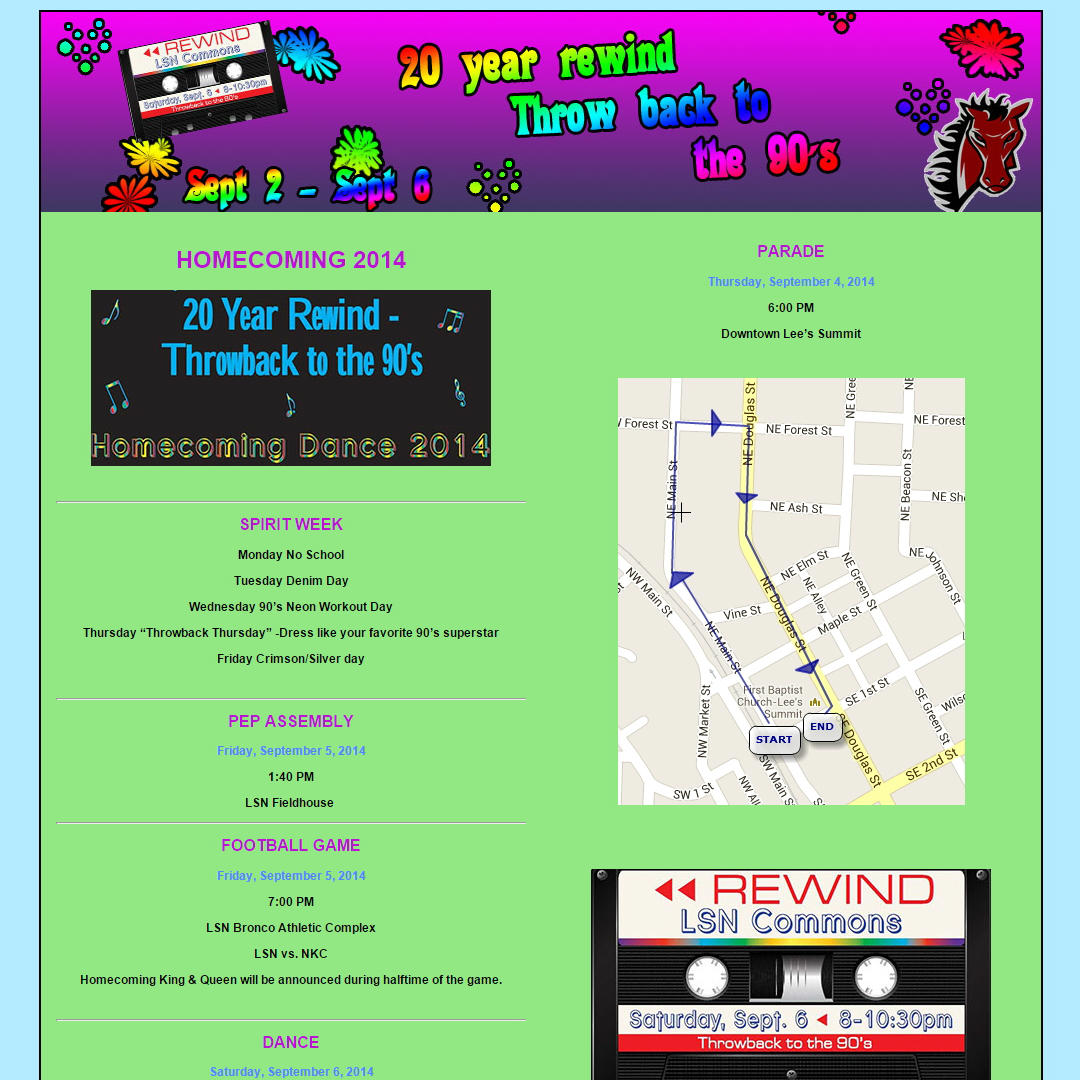 REWIND
LSN Commons
Saturday, Sept. 6 8-10:30pm
Throwback to the 90's
20 year rewind
Throw back to
the 90's
Sept 2 - Sept 6
HOMECOMING 2014
20 Year Rewind -
Throwback to the 90's
Homecoming Dance 2014
SPIRIT WEEK
Monday No School
Tuesday Denim Day
Wednesday 90’s Neon Workout Day
Thursday “Throwback Thursday” -Dress like your favorite 90’s superstar
Friday Crimson/Silver day
PEP ASSEMBLY
Friday, September 5, 2014
1:40 PM
LSN Fieldhouse
FOOTBALL GAME
Friday, September 5, 2014
7:00 PM
LSN Bronco Athletic Complex
LSN vs. NKC
Homecoming King & Queen will be announced during halftime of the game.
DANCE
Saturday, September 6, 2014
PARADE
Thursday, September 4, 2014
6:00 PM
Downtown Lee’s Summit
NE Douglas St
W Forest St
NE Forest St
NE Forest
NE Main St
NE Ash St
NE Beacon St
NW Main St
NE Elm St
NE Green St
NE Johnson St
NE Alley
NE Douglas St
Vine St
Maple St
NE Main St
First Baptist
Church-Lee's
Summit
SE 1st St
NW Market St
SE Green St
START
END
SE Douglas St
SE 2nd St
SW Main St
SW 1 St
REWIND
LSN Commons
Saturday, Sept. 6 8-10:30pm
Throwback to the 90's